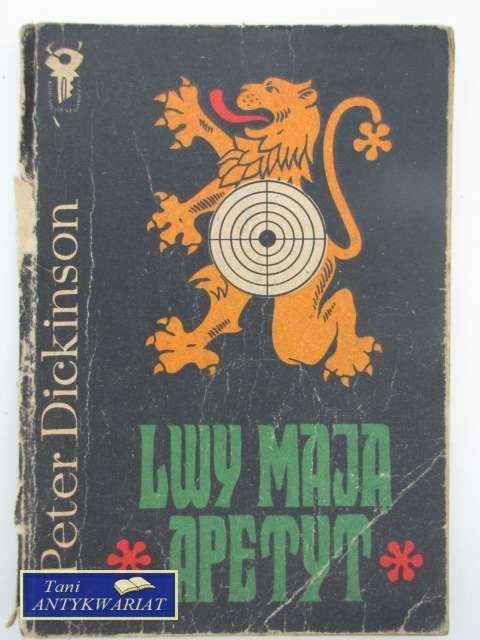 Peter Dickinson
LWY MAJĄ
APETYT
Tani
ANTYKWARIAT